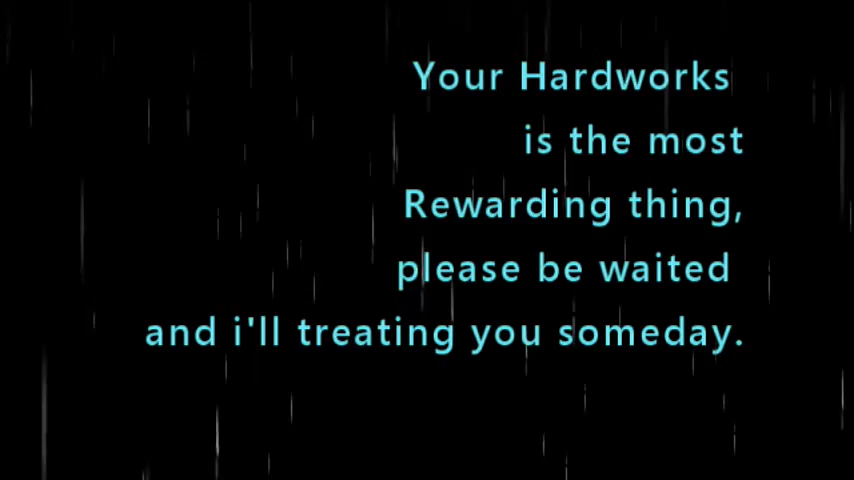 Your Hardworks
is the most
Rewarding thing,
please be waited
and i'll treating you someday.